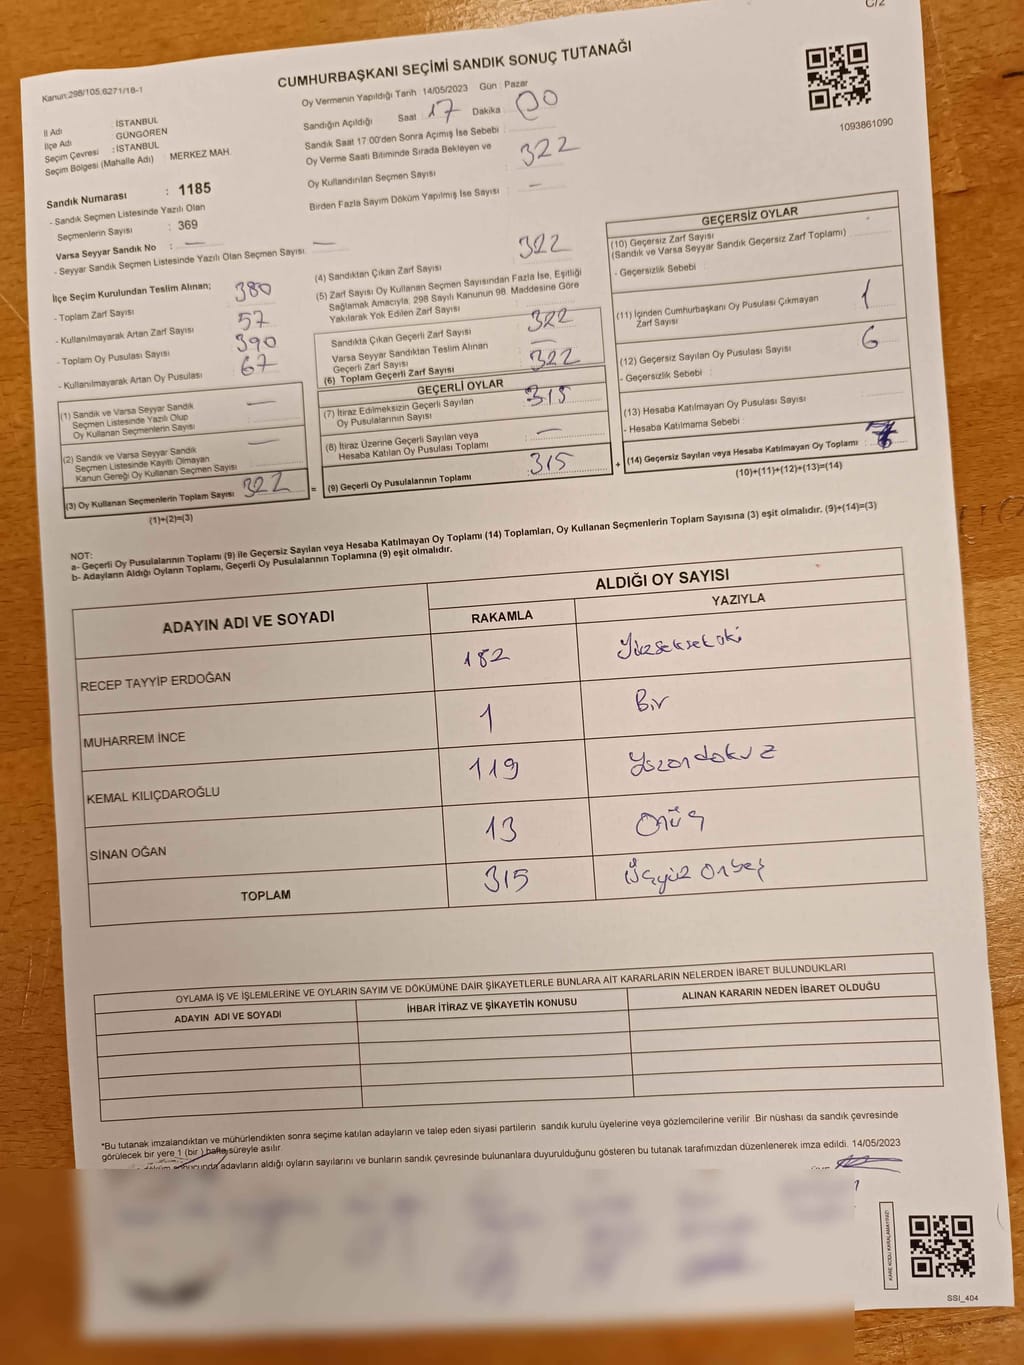 C/2
Kanun:298/105,6271/16-1
CUMHURBAŞKANI SEÇİMİ SANDIK SONUÇ TUTANAĞI
1093861090
İl Adı : İSTANBUL
İlçe Adı : GÜNGÖREN
Seçim Çevresi : İSTANBUL
Seçim Bölgesi (Mahalle Adı) MERKEZ MAH.
Sandık Numarası : 1185
- Sandık Seçmen Listesinde Yazılı Olan
Seçmenlerin Sayısı : 369
Varsa Seyyar Sandık No : —
- Seyyar Sandık Seçmen Listesinde Yazılı Olan Seçmen Sayısı: —
Oy Vermenin Yapıldığı Tarih 14/05/2023 Gün : Pazar
Sandığın Açıldığı Saat : 17 Dakika : 00
Sandık Saat 17:00'den Sonra Açılmış İse Sebebi :
Oy Verme Saati Bitiminde Sırada Bekleyen ve
Oy Kullandırılan Seçmen Sayısı : 322
Birden Fazla Sayım Döküm Yapılmış İse Sayısı : —
İlçe Seçim Kurulundan Teslim Alınan;
- Toplam Zarf Sayısı : 380
- Kullanılmayarak Artan Zarf Sayısı : 57
- Toplam Oy Pusulası Sayısı : 390
- Kullanılmayarak Artan Oy Pusulası : 67
(1) Sandık ve Varsa Seyyar Sandık
Seçmen Listesinde Yazılı Olup
Oy Kullanan Seçmenlerin Sayısı : —
(2) Sandık ve Varsa Seyyar Sandık
Seçmen Listesinde Kayıtlı Olmayan
Kanun Gereği Oy Kullanan Seçmen Sayısı : —
(3) Oy Kullanan Seçmenlerin Toplam Sayısı : 322
(1)+(2)=(3)
(4) Sandıktan Çıkan Zarf Sayısı : 322
(5) Zarf Sayısı Oy Kullanan Seçmen Sayısından Fazla İse, Eşitliği
Sağlamak Amacıyla, 298 Sayılı Kanunun 98. Maddesine Göre
Yakılarak Yok Edilen Zarf Sayısı :
Sandıkta Çıkan Geçerli Zarf Sayısı : 322
Varsa Seyyar Sandıktan Teslim Alınan
Geçerli Zarf Sayısı : —
(6) Toplam Geçerli Zarf Sayısı : 322
GEÇERLİ OYLAR
(7) İtiraz Edilmeksizin Geçerli Sayılan
Oy Pusulalarının Sayısı : 315
(8) İtiraz Üzerine Geçerli Sayılan veya
Hesaba Katılan Oy Pusulası Toplamı : —
= (9) Geçerli Oy Pusulalarının Toplamı : 315
GEÇERSİZ OYLAR
(10) Geçersiz Zarf Sayısı
(Sandık ve Varsa Seyyar Sandık Geçersiz Zarf Toplamı) :
- Geçersizlik Sebebi :
(11) İçinden Cumhurbaşkanı Oy Pusulası Çıkmayan
Zarf Sayısı : 1
(12) Geçersiz Sayılan Oy Pusulası Sayısı : 6
- Geçersizlik Sebebi :
(13) Hesaba Katılmayan Oy Pusulası Sayısı :
- Hesaba Katılmama Sebebi :
+ (14) Geçersiz Sayılan veya Hesaba Katılmayan Oy Toplamı : 7
(10)+(11)+(12)+(13)=(14)
NOT:
a- Geçerli Oy Pusulalarının Toplamı (9) ile Geçersiz Sayılan veya Hesaba Katılmayan Oy Toplamı (14) Toplamları, Oy Kullanan Seçmenlerin Toplam Sayısına (3) eşit olmalıdır. (9)+(14)=(3)
b- Adayların Aldığı Oyların Toplamı, Geçerli Oy Pusulalarının Toplamına (9) eşit olmalıdır.
ADAYIN ADI VE SOYADI
ALDIĞI OY SAYISI
RAKAMLA YAZIYLA
RECEP TAYYİP ERDOĞAN 182 Yüzsekseniki
MUHARREM İNCE 1 Bir
KEMAL KILIÇDAROĞLU 119 Yüzondokuz
SİNAN OĞAN 13 Onüç
TOPLAM 315 Üçyüz Onbeş
OYLAMA İŞ VE İŞLEMLERİNE VE OYLARIN SAYIM VE DÖKÜMÜNE DAİR ŞİKAYETLERLE BUNLARA AİT KARARLARIN NELERDEN İBARET BULUNDUKLARI
ADAYIN ADI VE SOYADI İHBAR İTİRAZ VE ŞİKAYETİN KONUSU ALINAN KARARIN NEDEN İBARET OLDUĞU
*Bu tutanak imzalandıktan ve mühürlendikten sonra seçime katılan adayların ve talep eden siyasi partilerin sandık kurulu üyelerine veya gözlemcilerine verilir .Bir nüshası da sandık çevresinde
görülecek bir yere 1 (bir ) hafta süreyle asılır.
adayların aldığı oyların sayılarını ve bunların sandık çevresinde bulunanlara duyurulduğunu gösteren bu tutanak tarafımızdan düzenlenerek imza edildi. 14/05/2023
KARE KODU KARALAMAYINIZ!
SSI_404